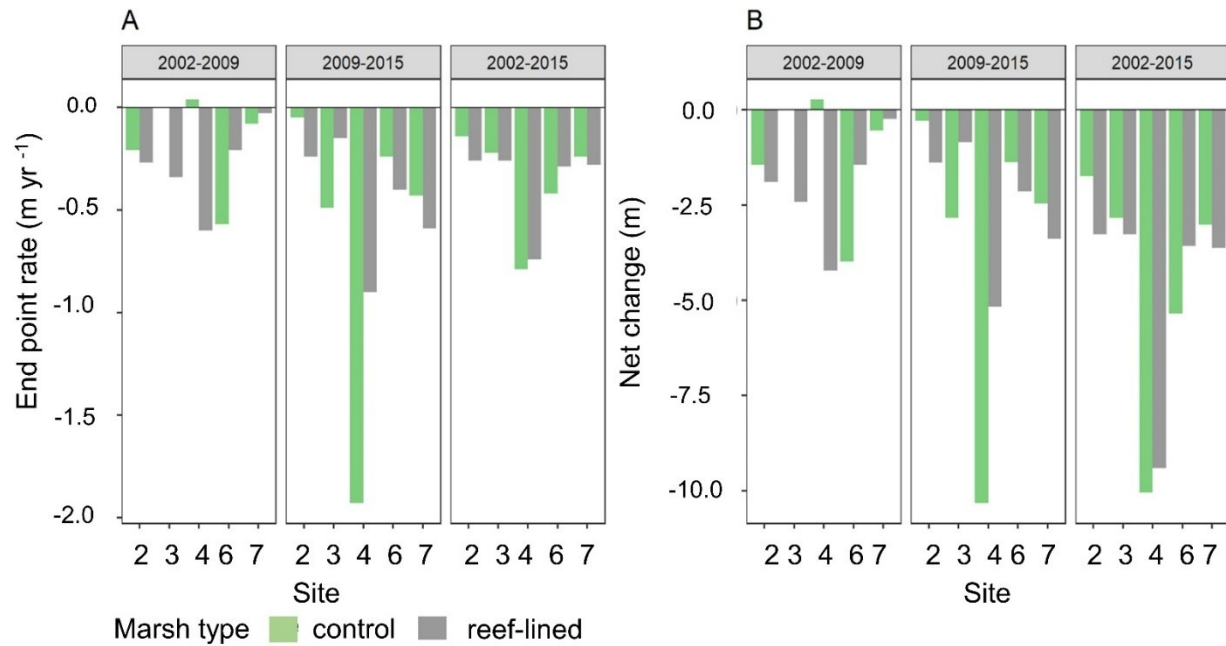 A
B
2002-2009 2009-2015 2002-2015
2002-2009 2009-2015 2002-2015
End point rate (m yr -1)
0.0
-0.5
-1.0
-1.5
-2.0
Net change (m)
0.0
-2.5
-5.0
-7.5
-10.0
2 3 4 6 7 2 3 4 6 7 2 3 4 6 7
2 3 4 6 7 2 3 4 6 7 2 3 4 6 7
Site
Site
Marsh type control reef-lined